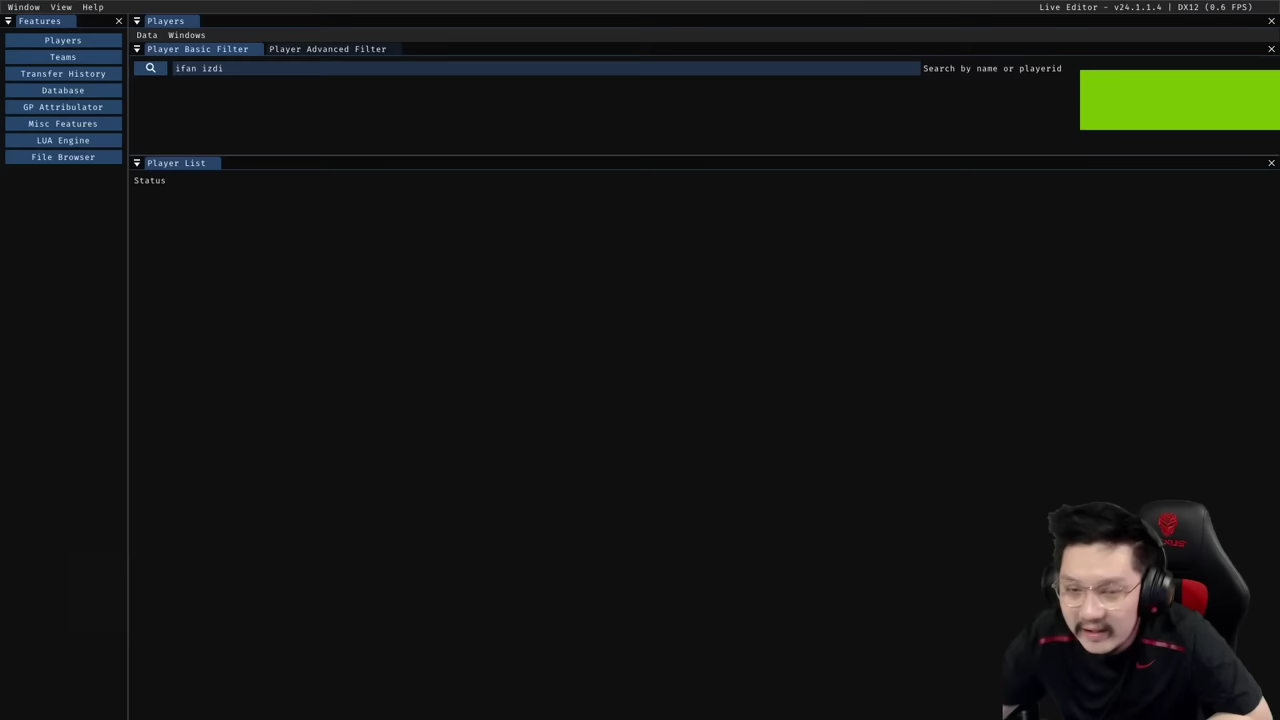 Window View Help
Live Editor - v24.1.1.4 | DX12 (0.6 FPS)
Features
Players
Teams
Transfer History
Database
GP Attribulator
Misc Features
LUA Engine
File Browser
Players
Data Windows
Player Basic Filter Player Advanced Filter
ifan izdi Search by name or playerid
Player List
Status